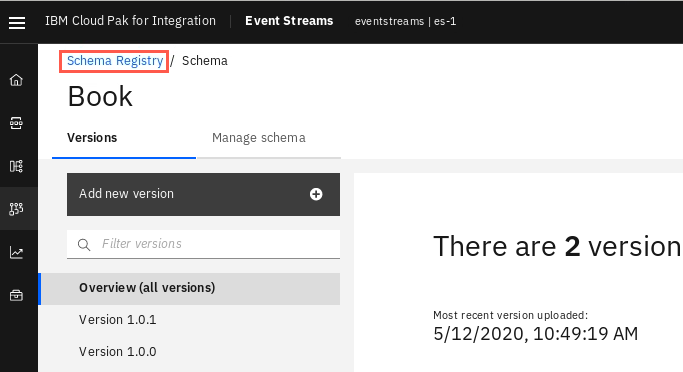 IBM Cloud Pak for Integration | Event Streams eventstreams | es-1
Schema Registry / Schema
Book
Versions Manage schema
Add new version
Filter versions
Overview (all versions)
Version 1.0.1
Version 1.0.0
There are 2 version
Most recent version uploaded:
5/12/2020, 10:49:19 AM